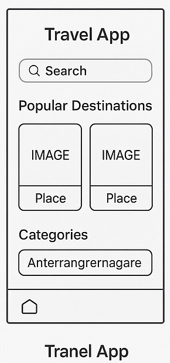 Travel App
Search
Popular Destinations
IMAGE IMAGE
Place Place
Categories
Anterrangrernagare
Tranel App